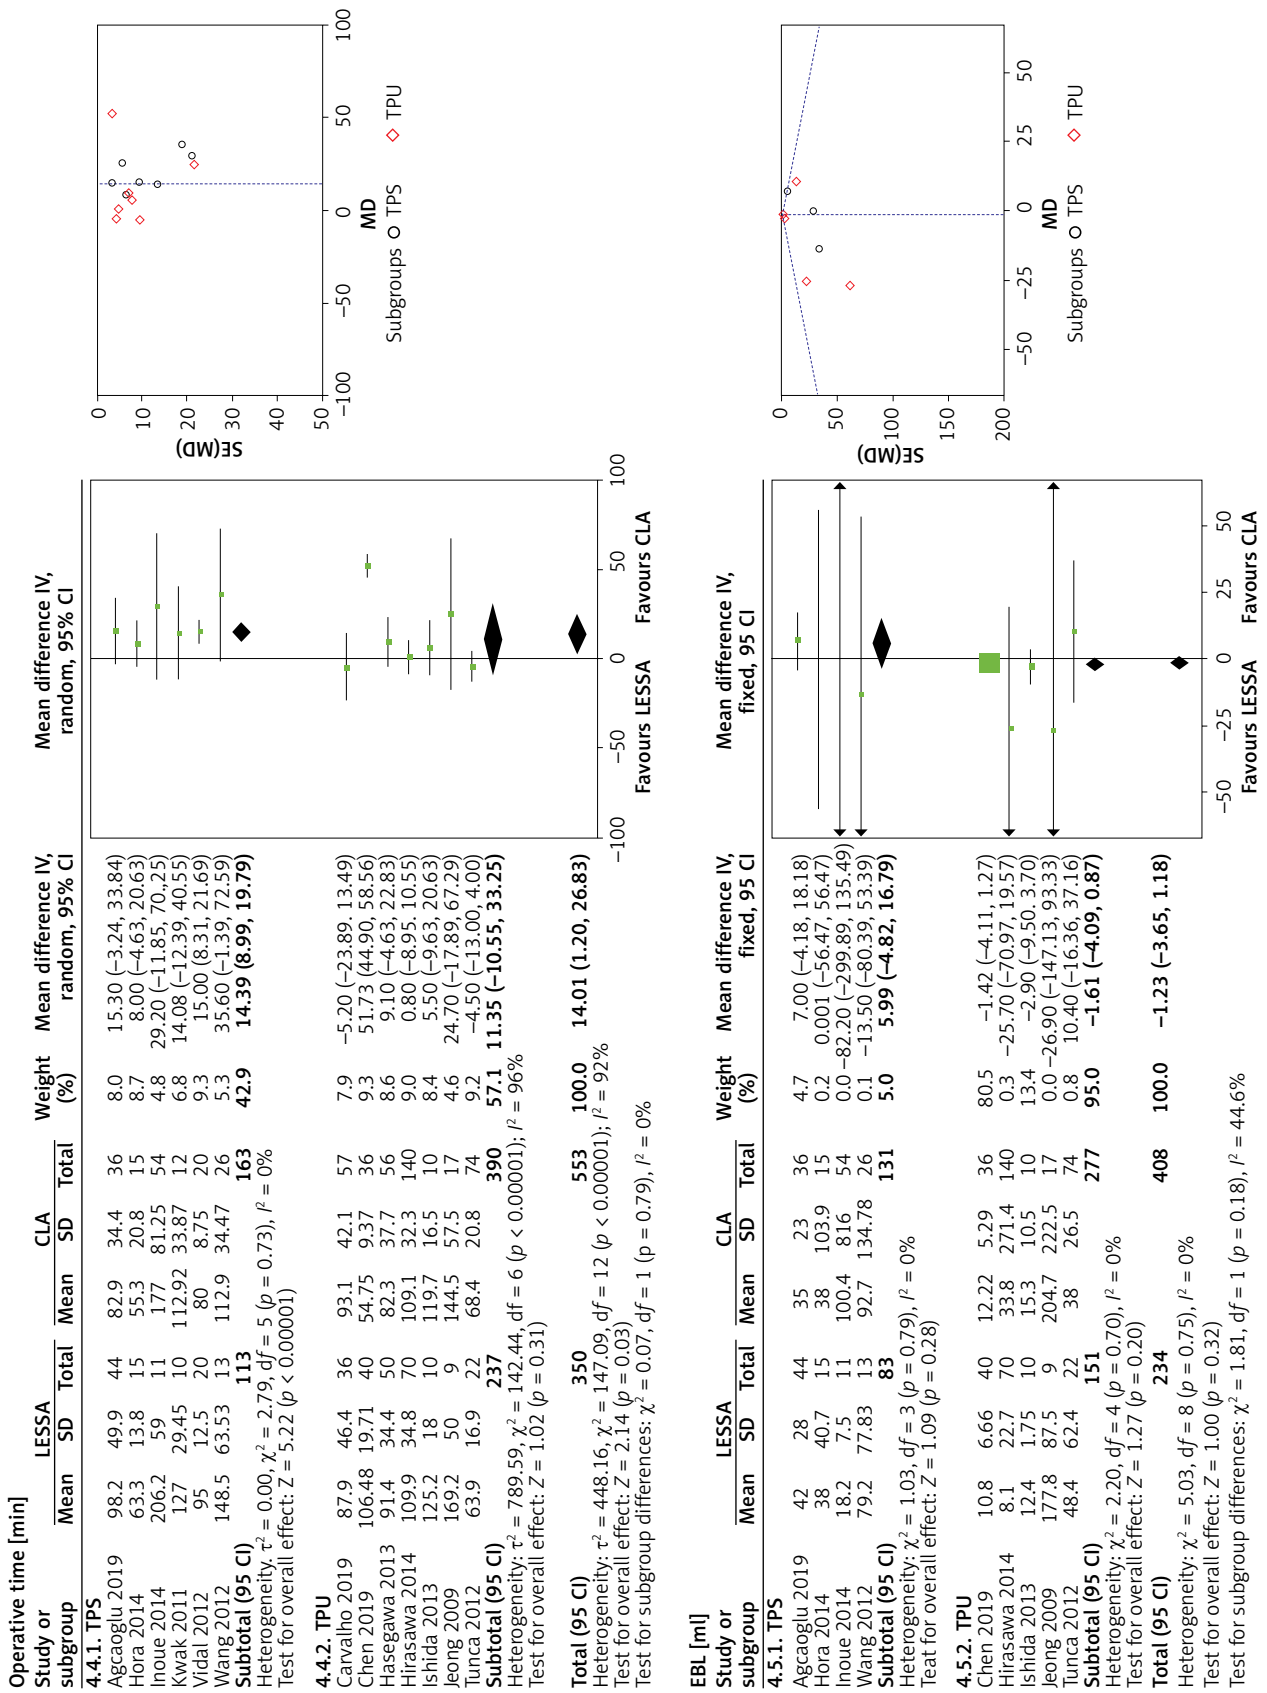 Operative time [min]
Study or subgroup LESSA CLA Weight (%) Mean difference IV, random, 95% CI Mean difference IV, random, 95% CI
Mean SD Total Mean SD Total
4.4.1. TPS
Agcaoglu 2019 98.2 49.9 44 82.9 34.4 36 8.0 15.30 (−3.24, 33.84)
Hora 2014 63.3 13.8 15 55.3 20.8 15 8.7 8.00 (−4.63, 20.63)
Inoue 2014 206.2 59 11 177 81.25 54 4.8 29.20 (−11.85, 70,,25)
Kwak 2011 127 29.45 10 112.92 33.87 12 6.8 14.08 (−12.39, 40.55)
Vidal 2012 95 12.5 20 80 8.75 20 9.3 15.00 (8.31, 21.69)
Wang 2012 148.5 63.53 13 112.9 34.47 26 5.3 35.60 (−1.39, 72.59)
Subtotal (95 CI) 113 163 42.9 14.39 (8.99, 19.79)
Heterogeneity. τ² = 0.00, χ² = 2.79, df = 5 (p = 0.73), I² = 0%
Test for overall effect: Z = 5.22 (p < 0.00001)
4.4.2. TPU
Carvalho 2019 87.9 46.4 36 93.1 42.1 57 7.9 −5.20 (−23.89. 13.49)
Chen 2019 106.48 19.71 40 54.75 9.37 36 9.3 51.73 (44.90, 58.56)
Hasegawa 2013 91.4 34.4 50 82.3 37.7 56 8.6 9.10 (−4.63, 22.83)
Hirasawa 2014 109.9 34.8 70 109.1 32.3 140 9.0 0.80 (−8.95. 10.55)
Ishida 2013 125.2 18 10 119.7 16.5 10 8.4 5.50 (−9.63, 20.63)
Jeong 2009 169.2 50 9 144.5 57.5 17 4.6 24.70 (−17.89, 67.29)
Tunca 2012 63.9 16.9 22 68.4 20.8 74 9.2 −4.50 (−13.00, 4.00)
Subtotal (95 CI) 237 390 57.1 11.35 (−10.55, 33.25)
Heterogeneity: τ² = 789.59, χ² = 142.44, df = 6 (p < 0.00001); I² = 96%
Test for overall effect: Z = 1.02 (p = 0.31)
Total (95 CI) 350 553 100.0 14.01 (1.20, 26.83)
Heterogeneity: τ² = 448.16, χ² = 147.09, df = 12 (p < 0.00001); I² = 92%
Test for overall effect: Z = 2.14 (p = 0.03)
Test for subgroup differences: χ² = 0.07, df = 1 (p = 0.79), I² = 0%
−100 −50 0 50 100
Favours LESSA Favours CLA
SE(MD)
0
10
20
30
40
50
−100 −50 0 50 100
MD
Subgroups TPS TPU
EBL [ml]
Study or subgroup LESSA CLA Weight (%) Mean difference IV, fixed, 95 CI Mean difference IV, fixed, 95 CI
Mean SD Total Mean SD Total
4.5.1. TPS
Agcaoglu 2019 42 28 44 35 23 36 4.7 7.00 (−4.18, 18.18)
Hora 2014 38 40.7 15 38 103.9 15 0.2 0.001 (−56.47, 56.47)
Inoue 2014 18.2 7.5 11 100.4 816 54 0.0 −82.20 (−299.89, 135.49)
Wang 2012 79.2 77.83 13 92.7 134.78 26 0.1 −13.50 (−80.39, 53.39)
Subtotal (95 CI) 83 131 5.0 5.99 (−4.82, 16.79)
Heterogeneity: χ² = 1.03, df = 3 (p = 0.79), I² = 0%
Teat for overall effect: Z = 1.09 (p = 0.28)
4.5.2. TPU
Chen 2019 10.8 6.66 40 12.22 5.29 36 80.5 −1.42 (−4.11, 1.27)
Hirasawa 2014 8.1 22.7 70 33.8 271.4 140 0.3 −25.70 (−70.97, 19.57)
Ishida 2013 12.4 1.75 10 15.3 10.5 10 13.4 −2.90 (−9.50. 3.70)
Jeong 2009 177.8 87.5 9 204.7 222.5 17 0.0 −26.90 (−147.13, 93.33)
Tunca 2012 48.4 62.4 22 38 26.5 74 0.8 10.40 (−16.36, 37.16)
Subtotal (95 CI) 151 277 95.0 −1.61 (−4.09, 0.87)
Heterogeneity: χ² = 2.20, df = 4 (p = 0.70), I² = 0%
Test for overall effect: Z = 1.27 (p = 0.20)
Total (95 CI) 234 408 100.0 −1.23 (−3.65, 1.18)
Heterogeneity: χ² = 5.03, df = 8 (p = 0.75), I² = 0%
Test for overall effect: Z = 1.00 (p = 0.32)
Test for subgroup differences: χ² = 1.81, df = 1 (p = 0.18), I² = 44.6%
−50 −25 0 25 50
Favours LESSA Favours CLA
SE(MD)
0
50
100
150
200
−50 −25 0 25 50
MD
Subgroups TPS TPU